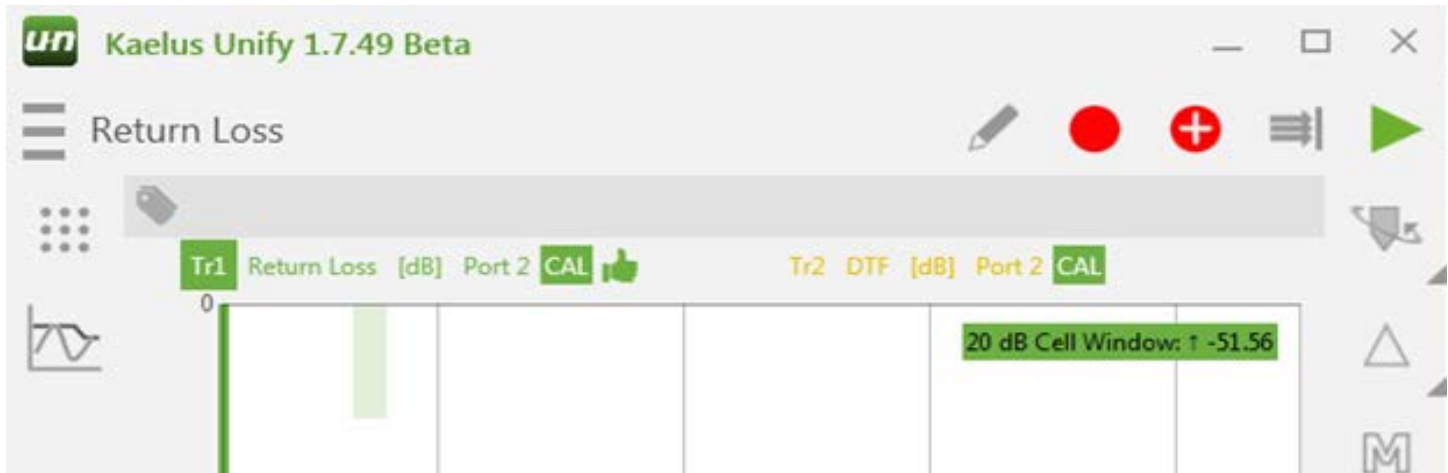 un Kaelus Unify 1.7.49 Beta
Return Loss
Tr1 Return Loss [dB] Port 2 CAL Tr2 DTF [dB] Port 2 CAL
0
20 dB Cell Window: ↑ -51.56
M